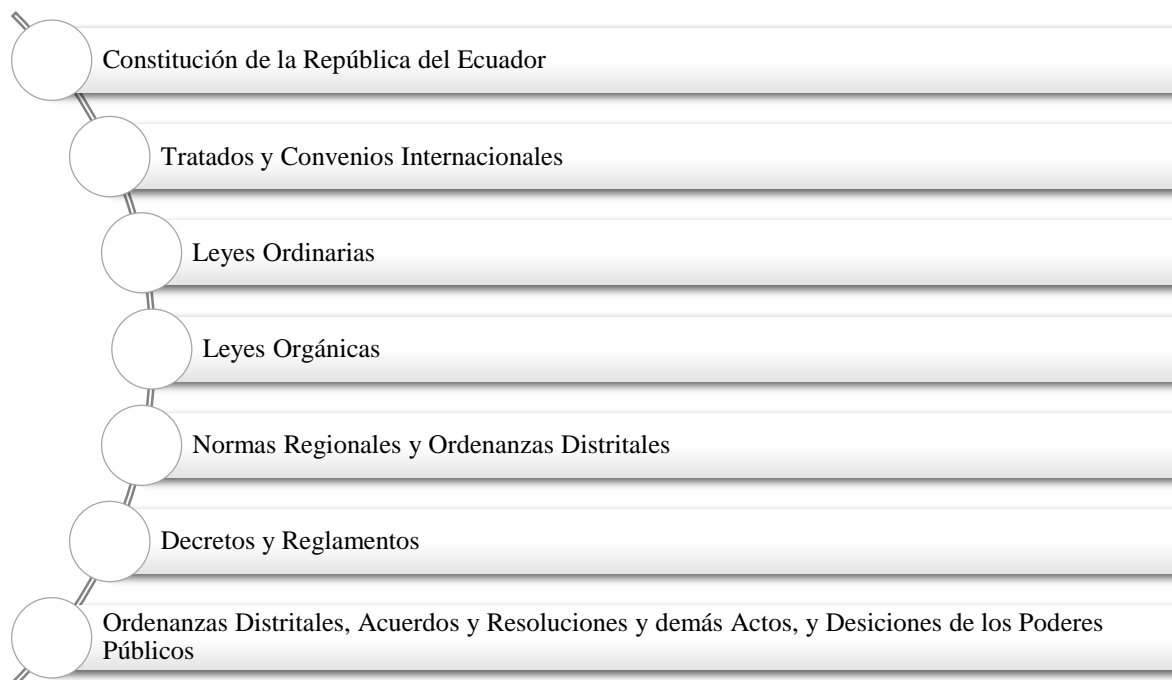 Constitución de la República del Ecuador
Tratados y Convenios Internacionales
Leyes Ordinarias
Leyes Orgánicas
Normas Regionales y Ordenanzas Distritales
Decretos y Reglamentos
Ordenanzas Distritales, Acuerdos y Resoluciones y demás Actos, y Desiciones de los Poderes
Públicos